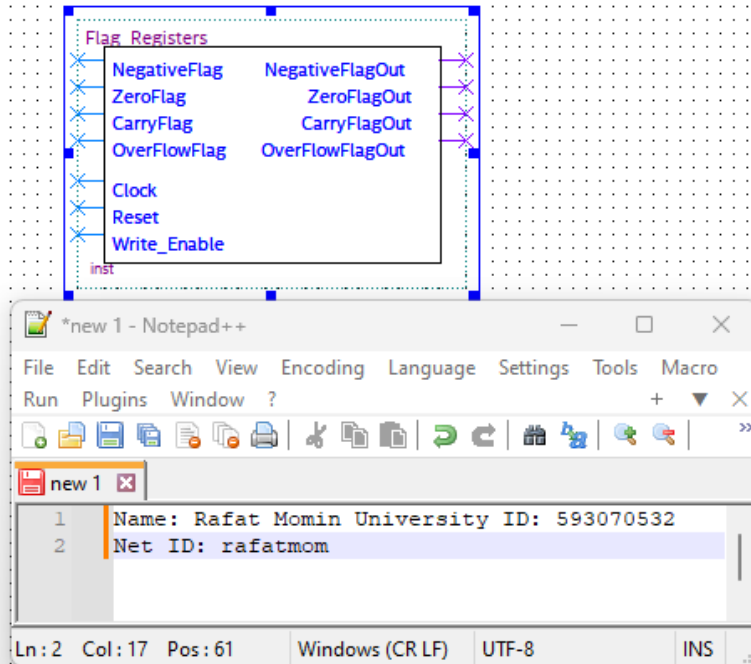 Flag_Registers
NegativeFlag NegativeFlagOut
ZeroFlag ZeroFlagOut
CarryFlag CarryFlagOut
OverFlowFlag OverFlowFlagOut
Clock
Reset
Write_Enable
inst
*new 1 - Notepad++
File Edit Search View Encoding Language Settings Tools Macro
Run Plugins Window ?
new 1
1 Name: Rafat Momin University ID: 593070532
2 Net ID: rafatmom
Ln : 2 Col : 17 Pos : 61 Windows (CR LF) UTF-8 INS